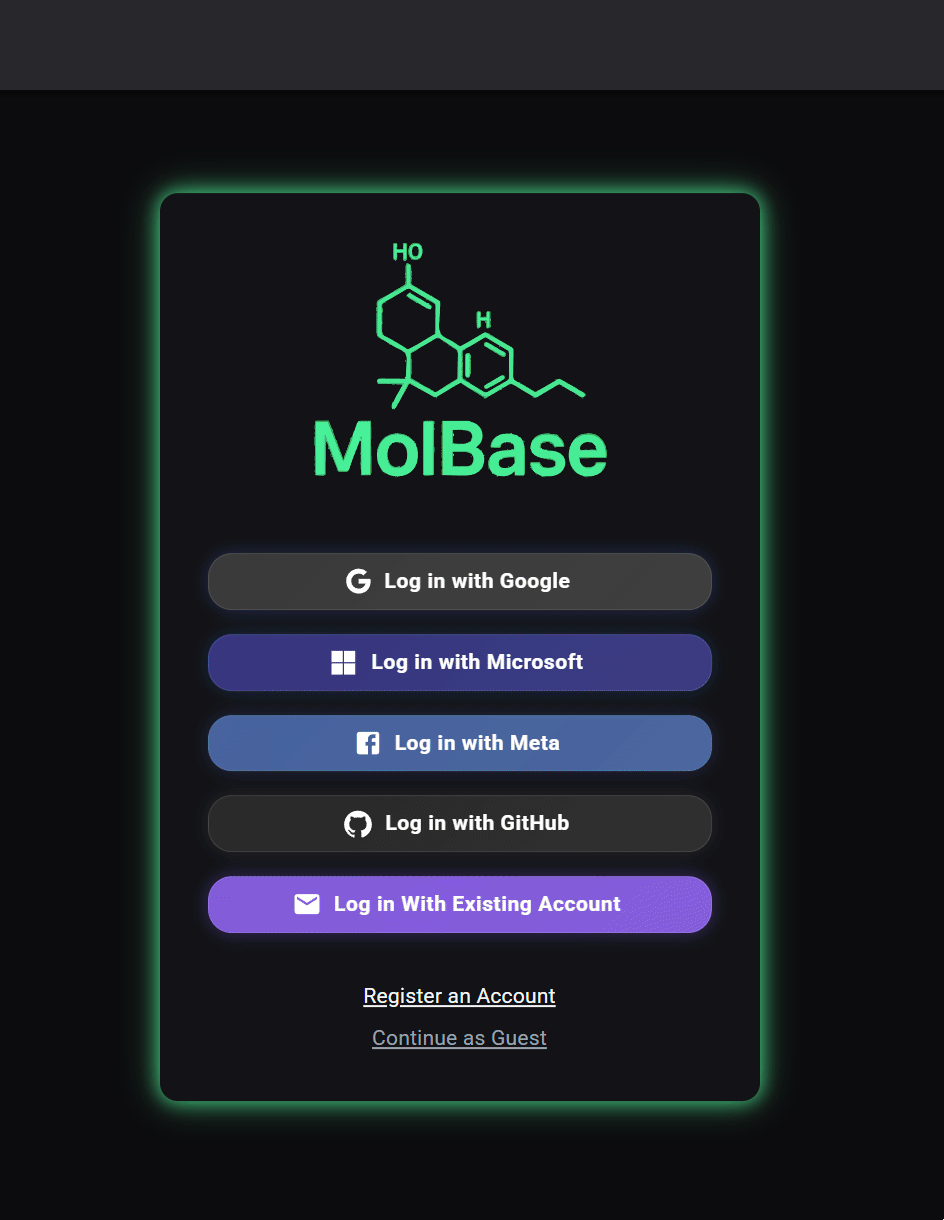 HO
H
MolBase
Log in with Google
Log in with Microsoft
Log in with Meta
Log in with GitHub
Log in With Existing Account
Register an Account
Continue as Guest